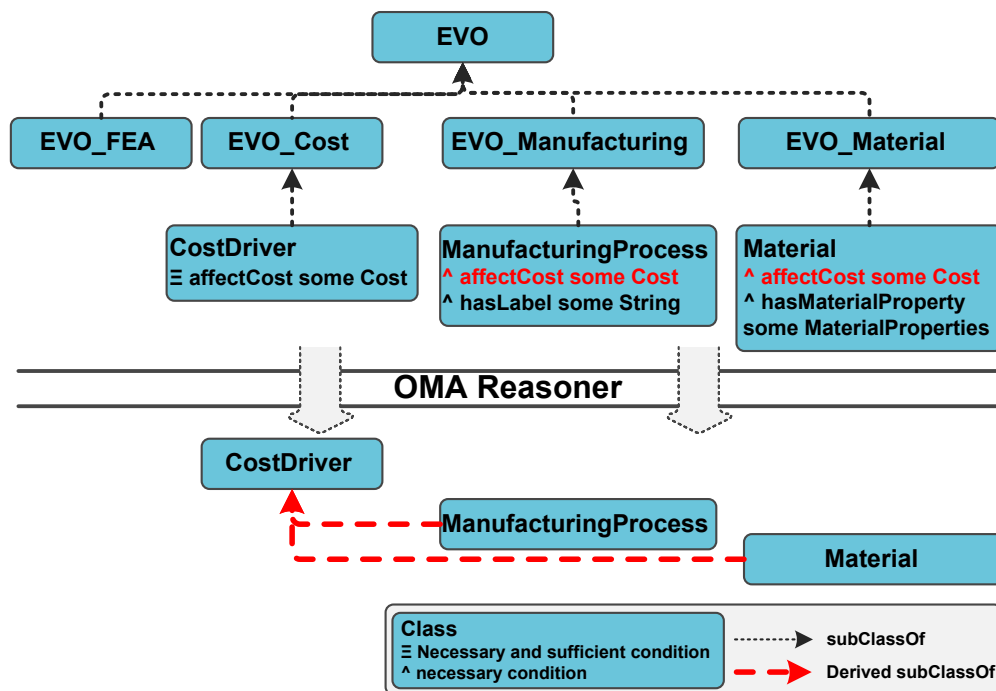 EVO
EVO_FEA
EVO_Cost
EVO_Manufacturing
EVO_Material
CostDriver
Ξ affectCost some Cost
ManufacturingProcess
^ affectCost some Cost
^ hasLabel some String
Material
^ affectCost some Cost
^ hasMaterialProperty
some MaterialProperties
OMA Reasoner
CostDriver
ManufacturingProcess
Material
Class
Ξ Necessary and sufficient condition
^ necessary condition
subClassOf
Derived subClassOf